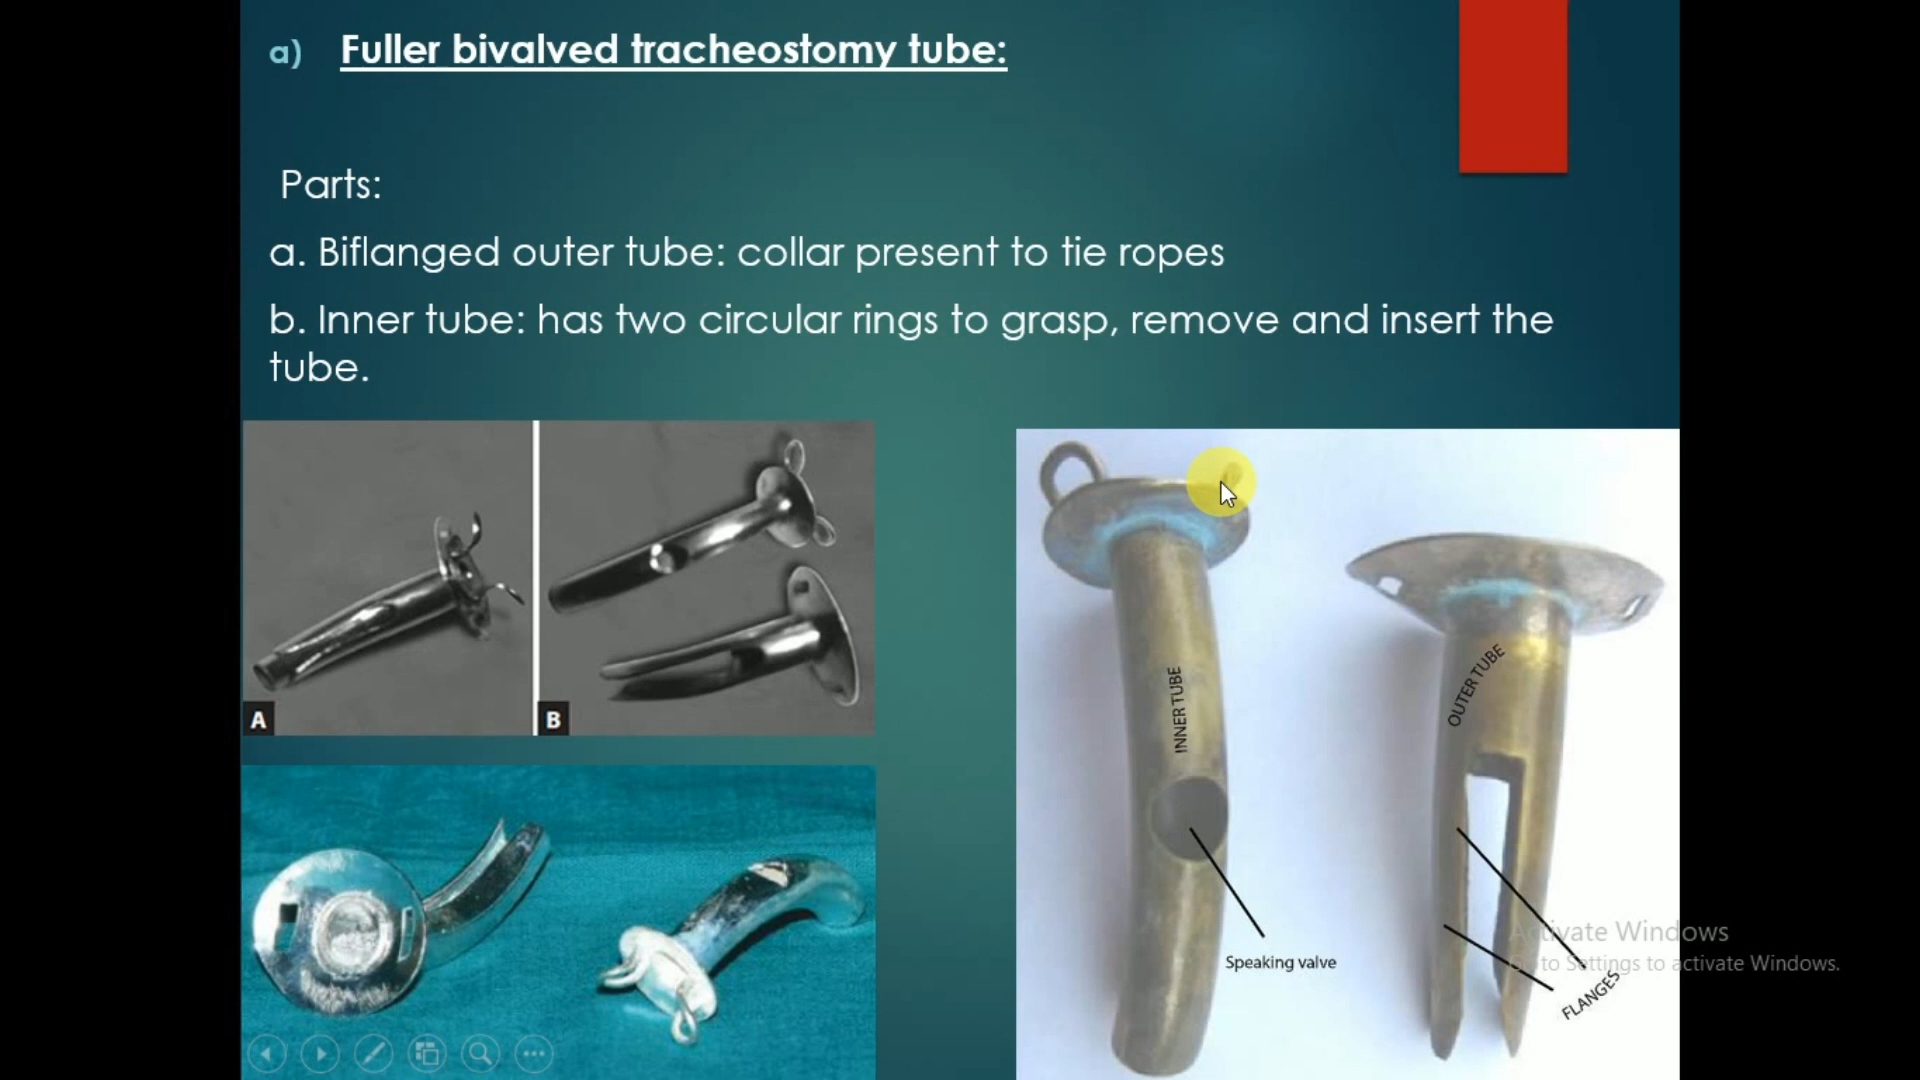 a) Fuller bivalved tracheostomy tube:
Parts:
a. Biflanged outer tube: collar present to tie ropes
b. Inner tube: has two circular rings to grasp, remove and insert the
tube.
A
B
INNER TUBE
OUTER TUBE
Speaking valve
FLANGES
Activate Windows
Go to Settings to activate Windows.